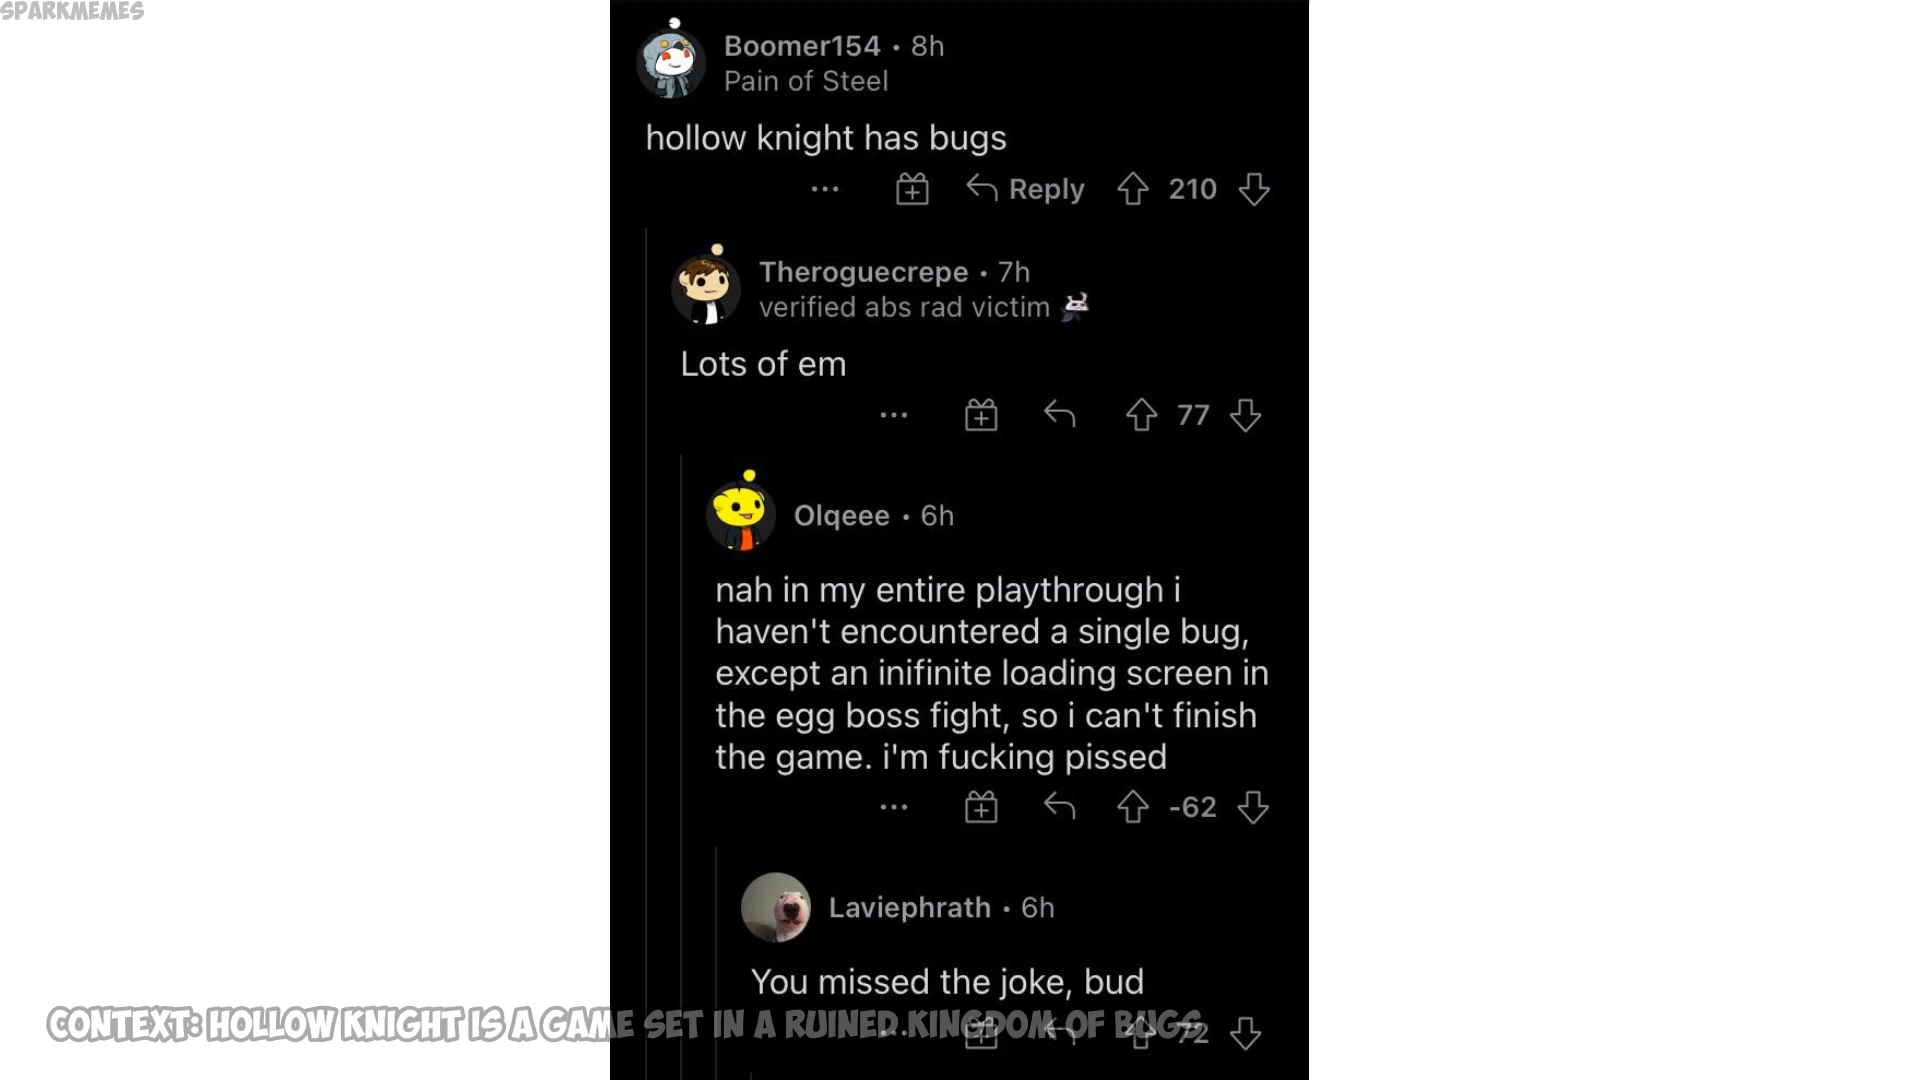 SPARKMEMES
Boomer154 • 8h
Pain of Steel
hollow knight has bugs
Reply 210
Theroguecrepe • 7h
verified abs rad victim
Lots of em
77
Olqeee • 6h
nah in my entire playthrough i
haven't encountered a single bug,
except an inifinite loading screen in
the egg boss fight, so i can't finish
the game. i'm fucking pissed
-62
Laviephrath • 6h
You missed the joke, bud
CONTEXT: HOLLOW KNIGHT IS A GAME SET IN A RUINED KINGDOM OF BUGS
72